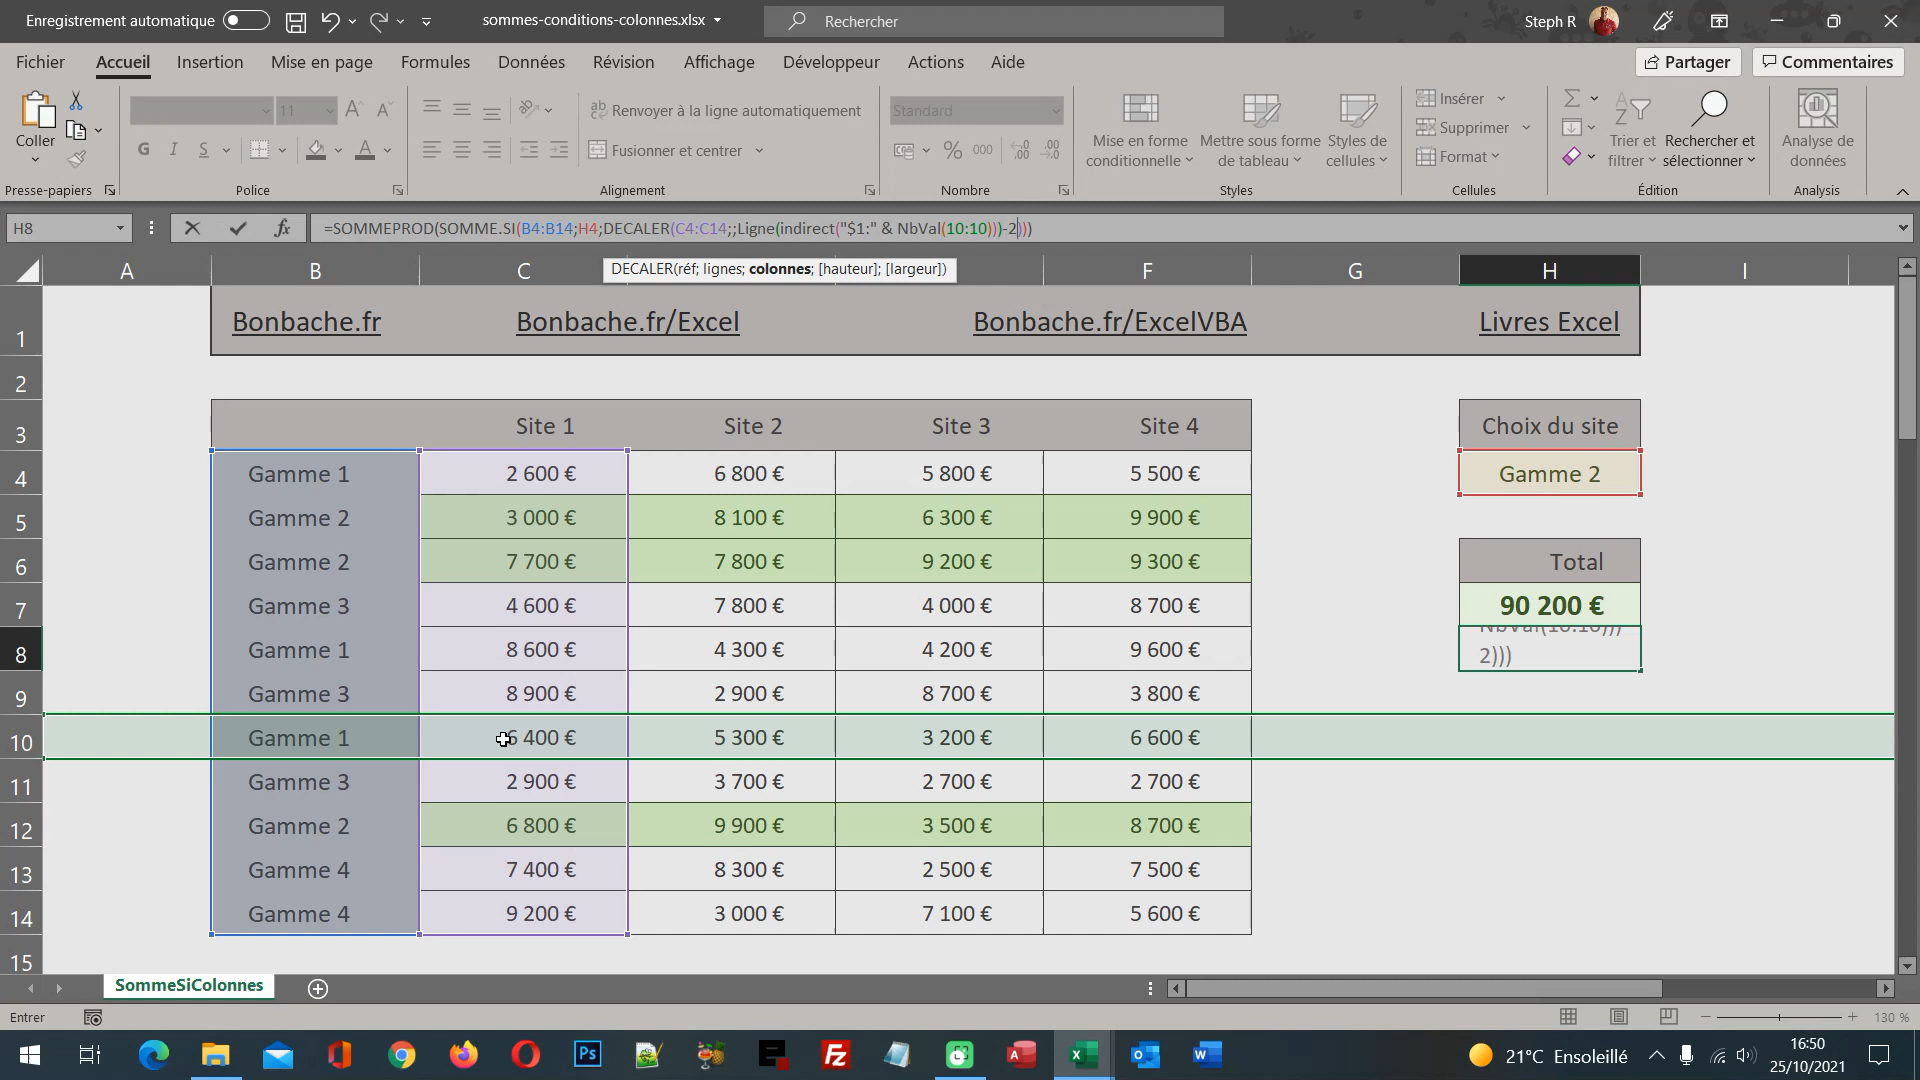 Enregistrement automatique
sommes-conditions-colonnes.xlsx
Rechercher
Steph R
Fichier Accueil Insertion Mise en page Formules Données Révision Affichage Développeur Actions Aide
Partager Commentaires
Coller
11
Renvoyer à la ligne automatiquement
Fusionner et centrer
G I S
Standard
% 000
Mise en forme conditionnelle
Mettre sous forme de tableau
Styles de cellules
Insérer
Supprimer
Format
Trier et filtrer
Rechercher et sélectionner
Analyse de données
Presse-papiers Police Alignement Nombre Styles Cellules Édition Analysis
H8
=SOMMEPROD(SOMME.SI(B4:B14;H4;DECALER(C4:C14;;Ligne(indirect("$1:" & NbVal(10:10)))-2)))
DECALER(réf; lignes; colonnes; [hauteur]; [largeur])
A B C F G H I
1 Bonbache.fr Bonbache.fr/Excel Bonbache.fr/ExcelVBA Livres Excel
2
3 Site 1 Site 2 Site 3 Site 4 Choix du site
4 Gamme 1 2 600 € 6 800 € 5 800 € 5 500 € Gamme 2
5 Gamme 2 3 000 € 8 100 € 6 300 € 9 900 €
6 Gamme 2 7 700 € 7 800 € 9 200 € 9 300 € Total
7 Gamme 3 4 600 € 7 800 € 4 000 € 8 700 € 90 200 €
8 Gamme 1 8 600 € 4 300 € 4 200 € 9 600 €
NbVal(10:10)))
2)))
9 Gamme 3 8 900 € 2 900 € 8 700 € 3 800 €
10 Gamme 1 6 400 € 5 300 € 3 200 € 6 600 €
11 Gamme 3 2 900 € 3 700 € 2 700 € 2 700 €
12 Gamme 2 6 800 € 9 900 € 3 500 € 8 700 €
13 Gamme 4 7 400 € 8 300 € 2 500 € 7 500 €
14 Gamme 4 9 200 € 3 000 € 7 100 € 5 600 €
15
SommeSiColonnes
Entrer
130 %
21°C Ensoleillé
16:50
25/10/2021